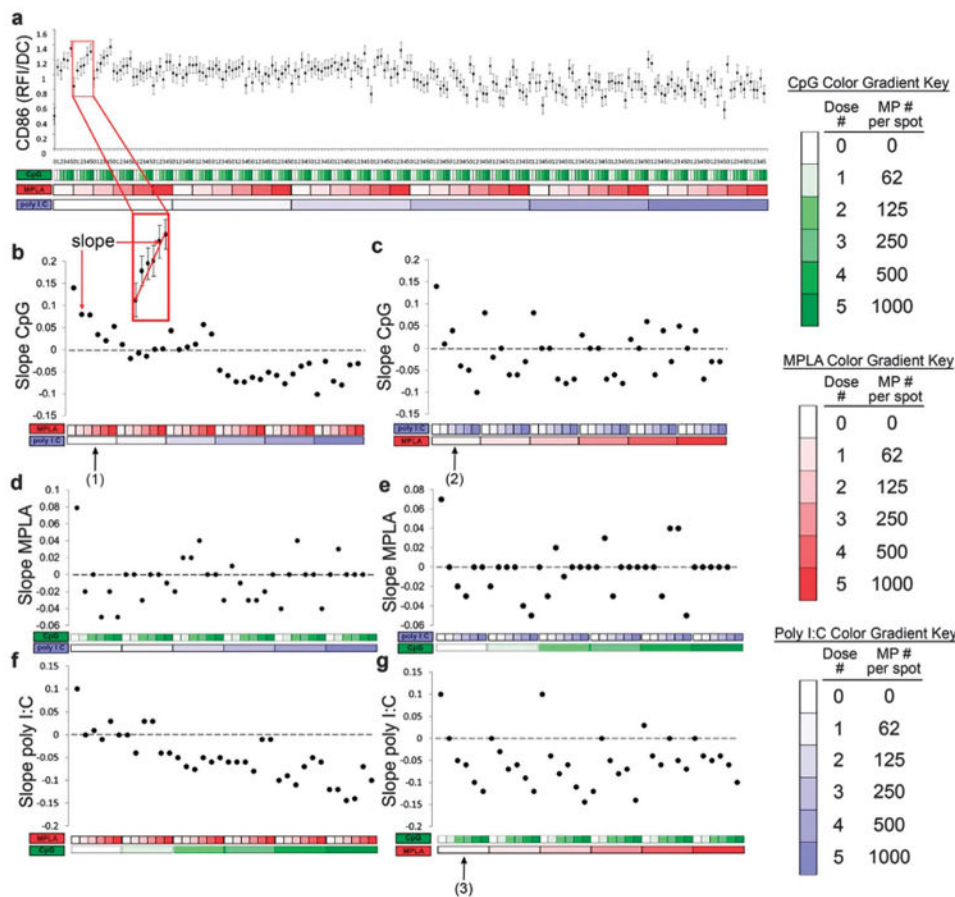 a
CD86 (RFI/DC)
1.6
1.4
1.2
1.0
0.8
0.6
0.4
0.2
0
CpG
MPLA
poly I:C
slope
b
Slope CpG
0.2
0.15
0.1
0.05
0
-0.05
-0.1
-0.15
MPLA
poly I:C
(1)
c
Slope CpG
0.2
0.15
0.1
0.05
0
-0.05
-0.1
-0.15
poly I:C
MPLA
(2)
d
Slope MPLA
0.1
0.08
0.06
0.04
0.02
0
-0.02
-0.04
-0.06
CpG
poly I:C
e
Slope MPLA
0.08
0.06
0.04
0.02
0
-0.02
-0.04
-0.06
poly I:C
CpG
f
Slope poly I:C
0.15
0.1
0.05
0
-0.05
-0.1
-0.15
-0.2
MPLA
CpG
g
Slope poly I:C
0.15
0.1
0.05
0
-0.05
-0.1
-0.15
-0.2
CpG
MPLA
(3)
CpG Color Gradient Key
Dose # MP # per spot
0 0
1 62
2 125
3 250
4 500
5 1000
MPLA Color Gradient Key
Dose # MP # per spot
0 0
1 62
2 125
3 250
4 500
5 1000
Poly I:C Color Gradient Key
Dose # MP # per spot
0 0
1 62
2 125
3 250
4 500
5 1000